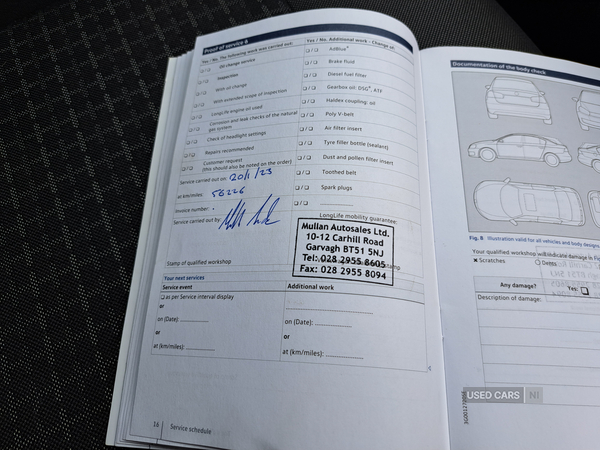 Proof of service 6
Yes / No. The following work was carried out:
☐ / ☐ Oil change service
☐ / ☐ Inspection
☐ / ☐ With oil change
☐ / ☐ With extended scope of inspection
☐ / ☐ LongLife engine oil used
☐ / ☐ Corrosion and leak checks of the natural
gas system
☐ / ☐ Check of headlight settings
☐ / ☐ Repairs recommended
☐ / ☐ Customer request
(this should also be noted on the order)
Service carried out on: 20/1/23
at km/miles: 56226
Invoice number:
Service carried out by:
Stamp of qualified workshop
Yes / No. Additional work - Change of:
☐ / ☐ AdBlue®
☐ / ☐ Brake fluid
☐ / ☐ Diesel fuel filter
☐ / ☐ Gearbox oil: DSG®, ATF
☐ / ☐ Haldex coupling: oil
☐ / ☐ Poly V-belt
☐ / ☐ Air filter insert
☐ / ☐ Tyre filler bottle (sealant)
☐ / ☐ Dust and pollen filter insert
☐ / ☐ Toothed belt
☐ / ☐ Spark plugs
☐ / ☐
LongLife mobility guarantee:
Mullan Autosales Ltd.
10-12 Carhill Road
Garvagh BT51 5NJ
Tel: 028 2955 8605
Fax: 028 2955 8094
Your next services
Service event
☐ as per Service interval display
or
on (Date):
or
at (km/miles):
Additional work
on (Date):
or
at (km/miles):
16 Service schedule
Documentation of the body check
Fig. 8 Illustration valid for all vehicles and body designs
Your qualified workshop will indicate damage in Fi
× Scratches ○ Dents
Any damage? Yes: ☐
Description of damage:
USED CARS NI